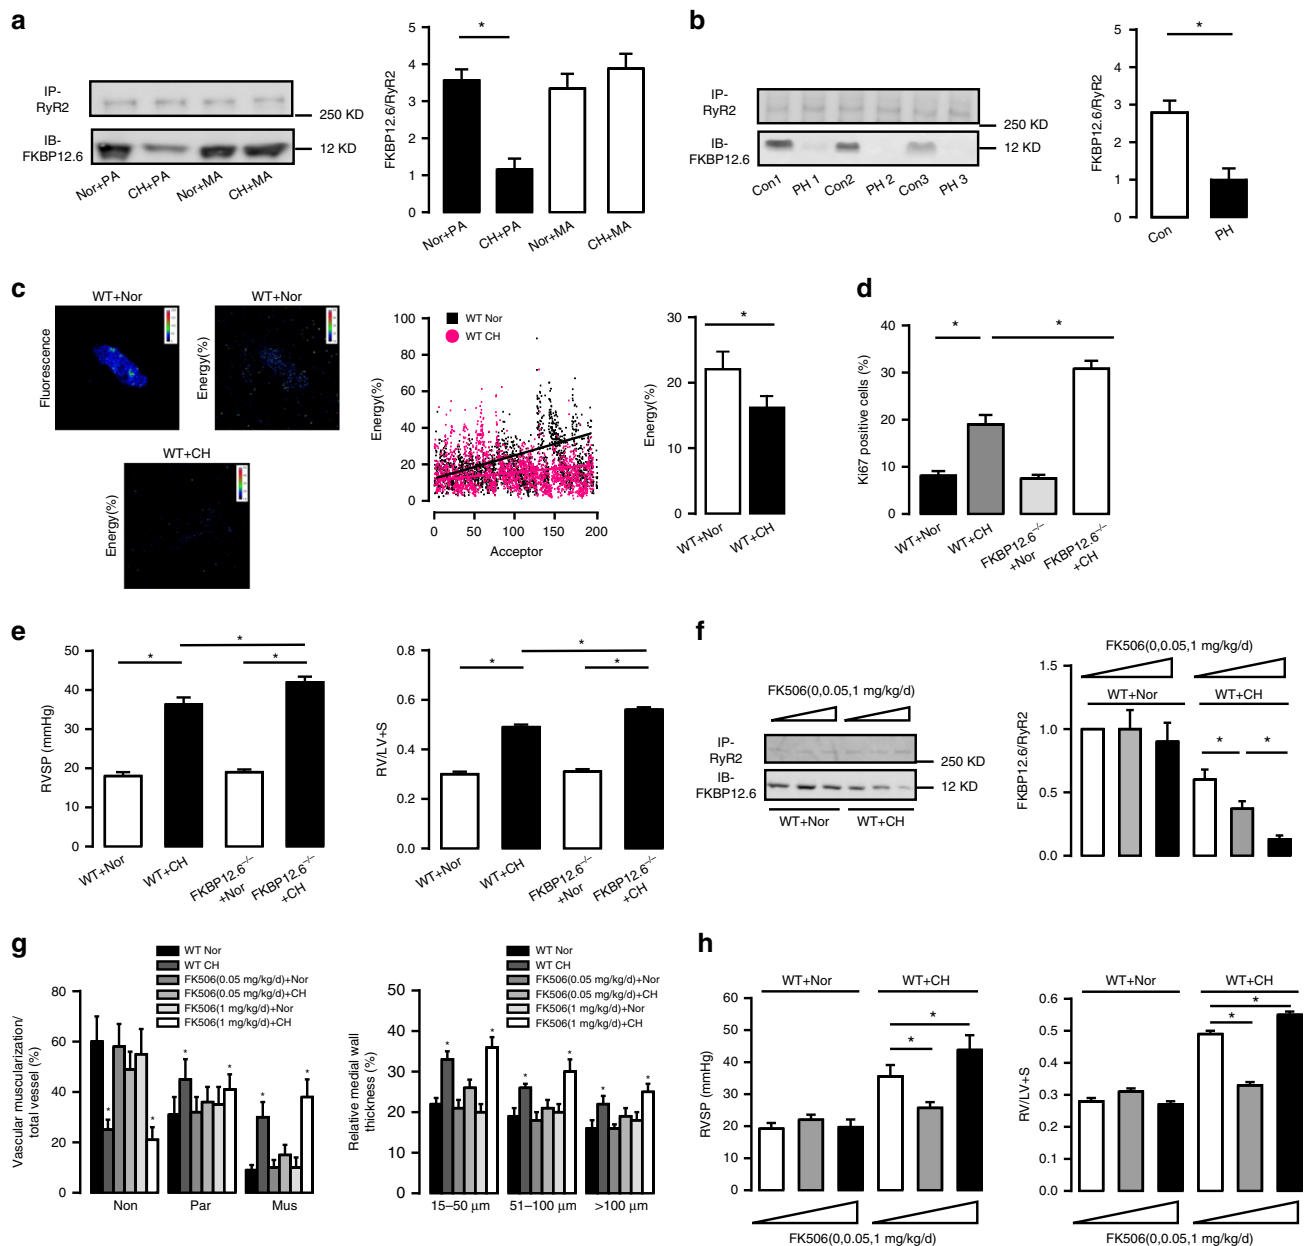 a
IP-
RyR2
250 KD
IB-
FKBP12.6
12 KD
Nor+PA
CH+PA
Nor+MA
CH+MA
FKBP12.6/RyR2
5
4
3
2
1
0
*
Nor+PA
CH+PA
Nor+MA
CH+MA
b
IP-
RyR2
250 KD
IB-
FKBP12.6
12 KD
Con1
PH 1
Con2
PH 2
Con3
PH 3
FKBP12.6/RyR2
5
4
3
2
1
0
*
Con
PH
c
WT+Nor
Fluorescence
WT+Nor
Energy(%)
WT+CH
Energy(%)
WT Nor
WT CH
Energy(%)
100
80
60
40
20
0
0
50
100
150
200
Acceptor
Energy(%)
30
20
10
0
*
WT+Nor
WT+CH
d
Ki67 positive cells (%)
40
30
20
10
0
*
*
WT+Nor
WT+CH
FKBP12.6–/–
+Nor
FKBP12.6–/–
+CH
e
RVSP (mmHg)
50
40
30
20
10
0
*
*
*
WT+Nor
WT+CH
FKBP12.6–/–
+Nor
FKBP12.6–/–
+CH
RV/LV+S
0.8
0.6
0.4
0.2
0.0
*
*
*
WT+Nor
WT+CH
FKBP12.6–/–
+Nor
FKBP12.6–/–
+CH
f
FK506(0,0.05,1 mg/kg/d)
IP-
RyR2
250 KD
IB-
FKBP12.6
12 KD
WT+Nor
WT+CH
FK506(0,0.05,1 mg/kg/d)
WT+Nor
WT+CH
FKBP12.6/RyR2
1.5
1.0
0.5
0.0
*
*
g
WT Nor
WT CH
FK506(0.05 mg/kg/d)+Nor
FK506(0.05 mg/kg/d)+CH
FK506(1 mg/kg/d)+Nor
FK506(1 mg/kg/d)+CH
Vascular muscularization/
total vessel (%)
80
60
40
20
0
*
*
*
*
*
*
Non
Par
Mus
WT Nor
WT CH
FK506(0.05 mg/kg/d)+Nor
FK506(0.05 mg/kg/d)+CH
FK506(1 mg/kg/d)+Nor
FK506(1 mg/kg/d)+CH
Relative medial wall
thickness (%)
50
40
30
20
10
0
*
*
*
*
*
*
15–50 µm
51–100 µm
>100 µm
h
WT+Nor
WT+CH
RVSP (mmHg)
60
50
40
30
20
10
0
*
*
FK506(0,0.05,1 mg/kg/d)
WT+Nor
WT+CH
RV/LV+S
0.6
0.5
0.4
0.3
0.2
0.1
0.0
*
*
FK506(0,0.05,1 mg/kg/d)